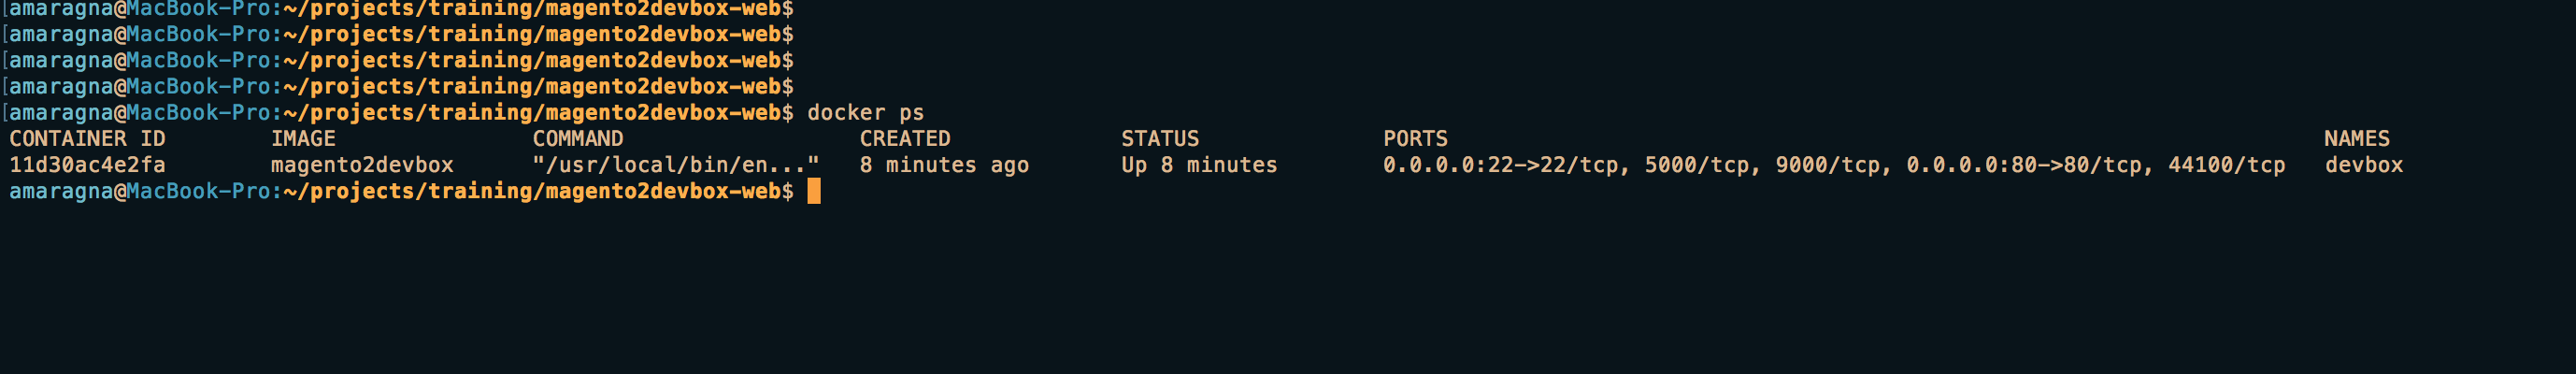 [amaragna@MacBook-Pro:~/projects/training/magento2devbox-web$
[amaragna@MacBook-Pro:~/projects/training/magento2devbox-web$
[amaragna@MacBook-Pro:~/projects/training/magento2devbox-web$
[amaragna@MacBook-Pro:~/projects/training/magento2devbox-web$
[amaragna@MacBook-Pro:~/projects/training/magento2devbox-web$ docker ps
CONTAINER ID        IMAGE               COMMAND                  CREATED             STATUS              PORTS                                                                NAMES
11d30ac4e2fa        magento2devbox      "/usr/local/bin/en..."   8 minutes ago       Up 8 minutes        0.0.0.0:22->22/tcp, 5000/tcp, 9000/tcp, 0.0.0.0:80->80/tcp, 44100/tcp   devbox
amaragna@MacBook-Pro:~/projects/training/magento2devbox-web$